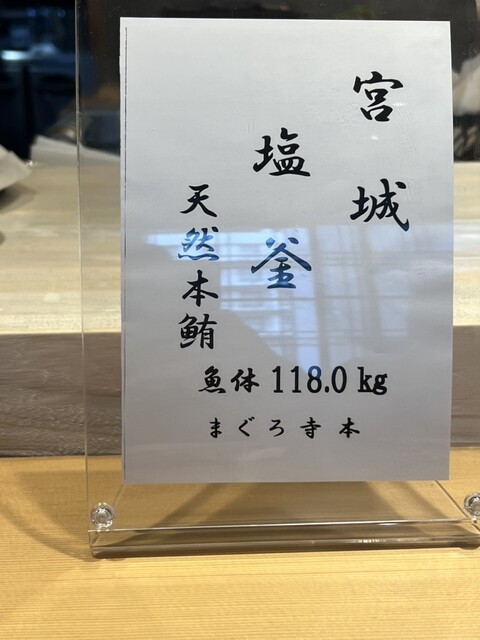 宮城
塩釜
天然本鮪
魚体 118.0 kg
まぐろ寺本